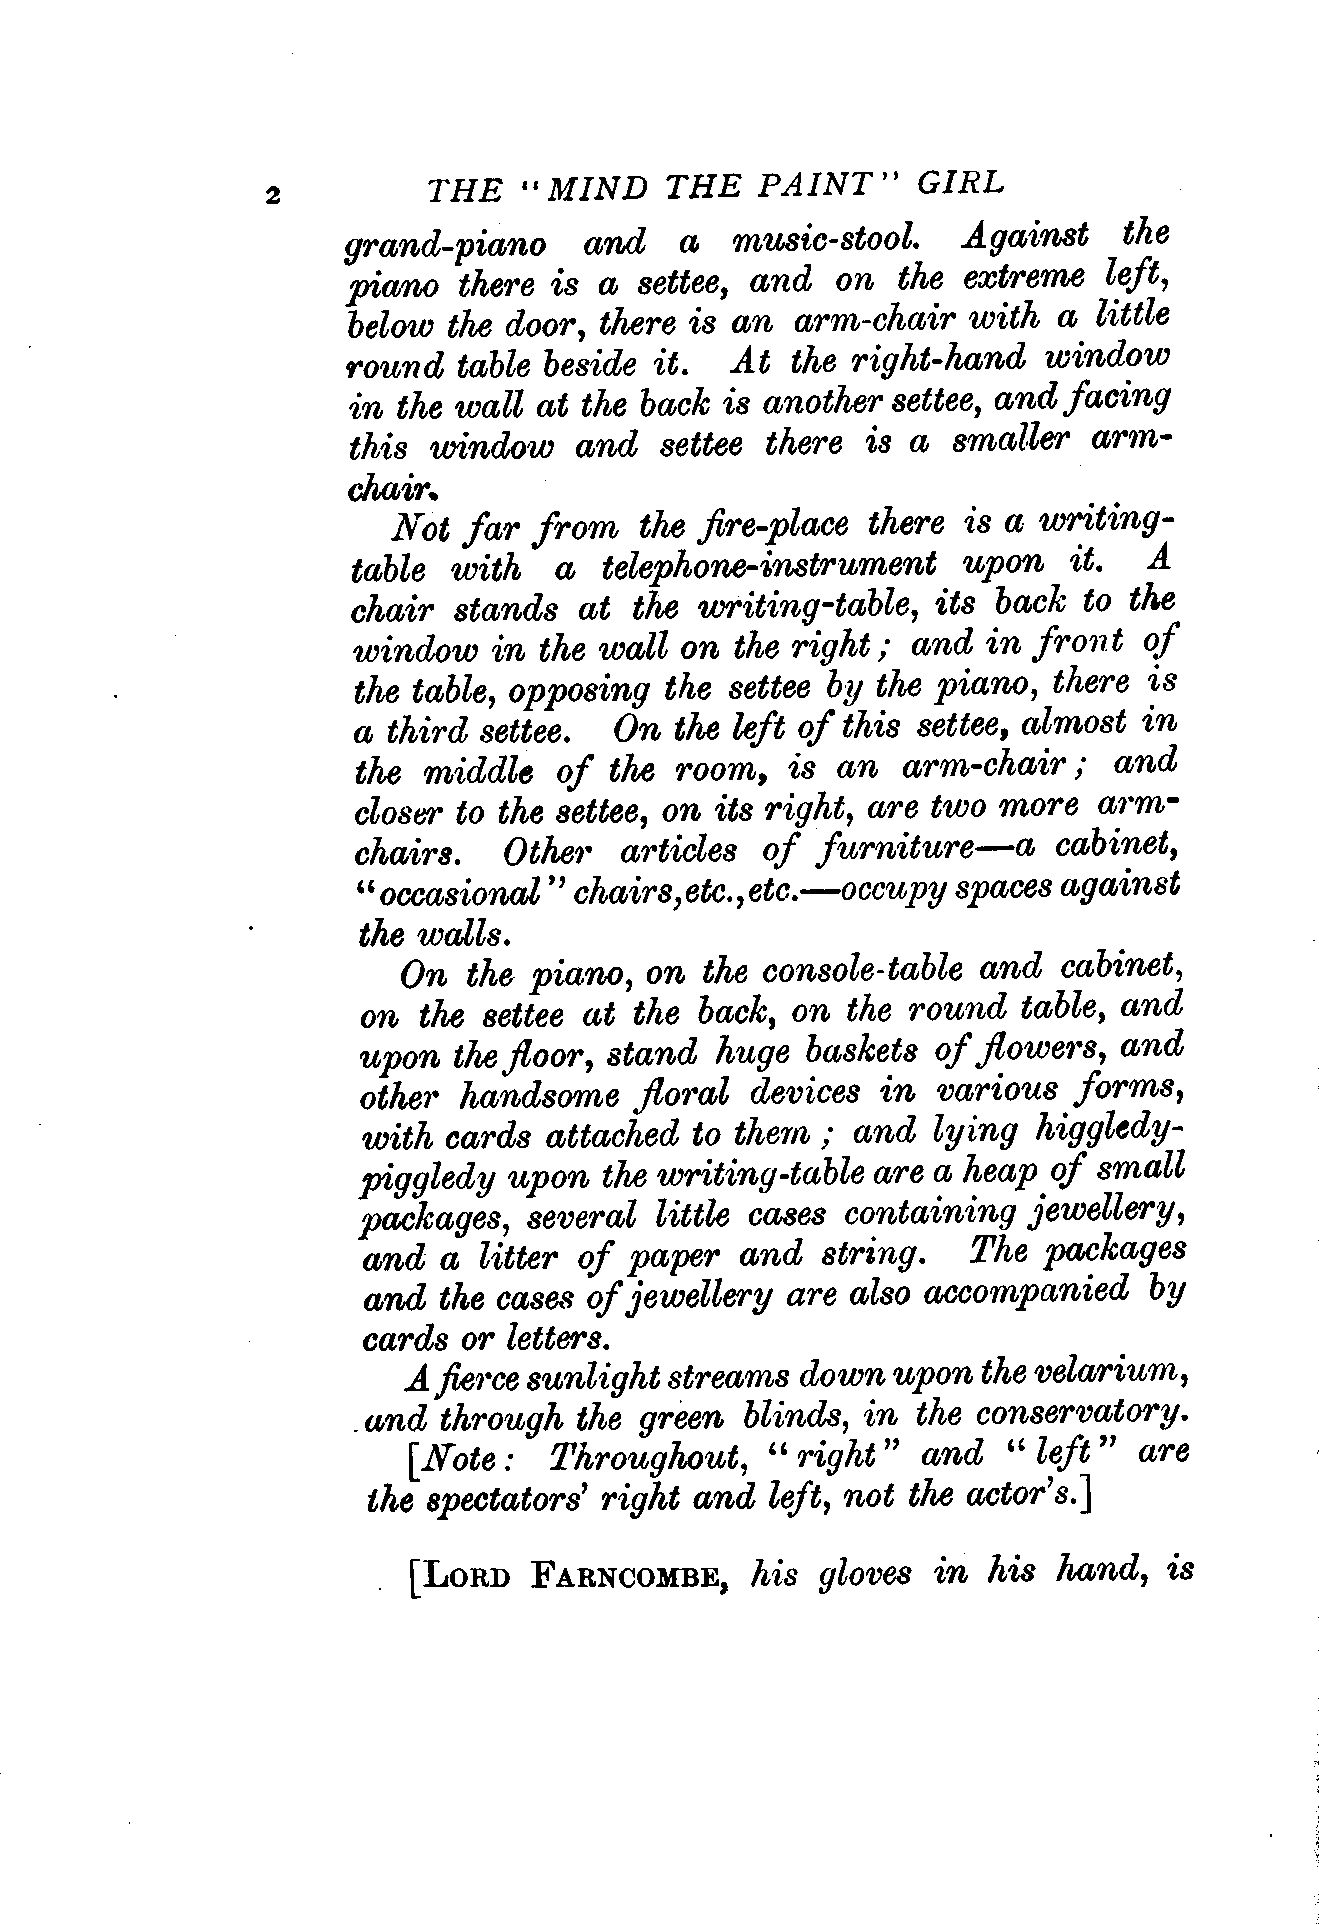 2 THE "MIND THE PAINT" GIRL
grand-piano and a music-stool. Against the
piano there is a settee, and on the extreme left,
below the door, there is an arm-chair with a little
round table beside it. At the right-hand window
in the wall at the back is another settee, and facing
this window and settee there is a smaller arm-
chair.
Not far from the fire-place there is a writing-
table with a telephone-instrument upon it. A
chair stands at the writing-table, its back to the
window in the wall on the right; and in front of
the table, opposing the settee by the piano, there is
a third settee. On the left of this settee, almost in
the middle of the room, is an arm-chair; and
closer to the settee, on its right, are two more arm-
chairs. Other articles of furniture—a cabinet,
"occasional" chairs, etc., etc.—occupy spaces against
the walls.
On the piano, on the console-table and cabinet,
on the settee at the back, on the round table, and
upon the floor, stand huge baskets of flowers, and
other handsome floral devices in various forms,
with cards attached to them; and lying higgledy-
piggledy upon the writing-table are a heap of small
packages, several little cases containing jewellery,
and a litter of paper and string. The packages
and the cases of jewellery are also accompanied by
cards or letters.
A fierce sunlight streams down upon the velarium,
and through the green blinds, in the conservatory.
[Note: Throughout, "right" and "left" are
the spectators' right and left, not the actor's.]
[LORD FARNCOMBE, his gloves in his hand, is